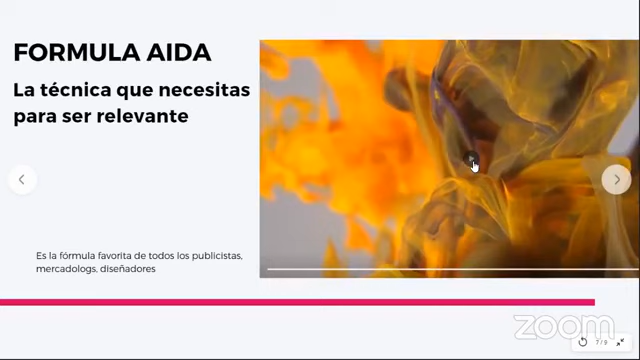 FORMULA AIDA
La técnica que necesitas
para ser relevante
Es la fórmula favorita de todos los publicistas,
mercadologs, diseñadores
zoom
7 / 9